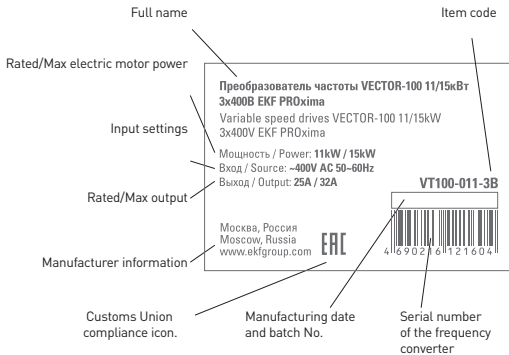 Full name
Item code
Rated/Max electric motor power
Преобразователь частоты VECTOR-100 11/15кВт
3х400В EKF PROxima
Variable speed drives VECTOR-100 11/15kW
3x400V EKF PROxima
Input settings
Мощность / Power: 11kW / 15kW
Вход / Source: ~400V AC 50~60Hz
Выход / Output: 25A / 32A
VT100-011-3B
Rated/Max output
Москва, Россия
Moscow, Russia
www.ekfgroup.com
EAC
4 690216 121604
Manufacturer information
Customs Union
compliance icon.
Manufacturing date
and batch No.
Serial number
of the frequency
converter